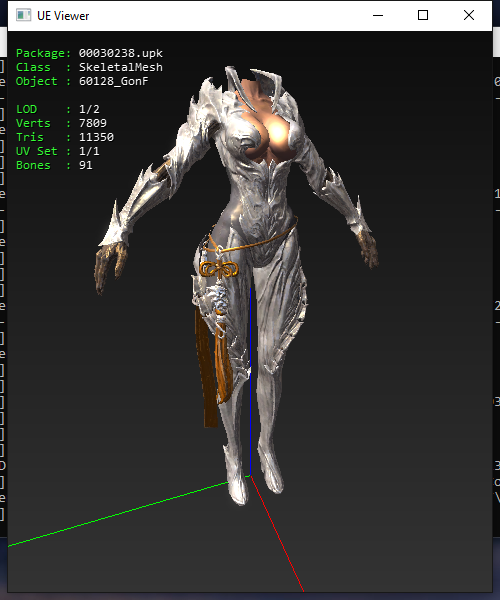 UE Viewer
Package: 00030238.upk
Class : SkeletalMesh
Object : 60128_GonF
LOD : 1/2
Verts : 7809
Tris : 11350
UV Set : 1/1
Bones : 91